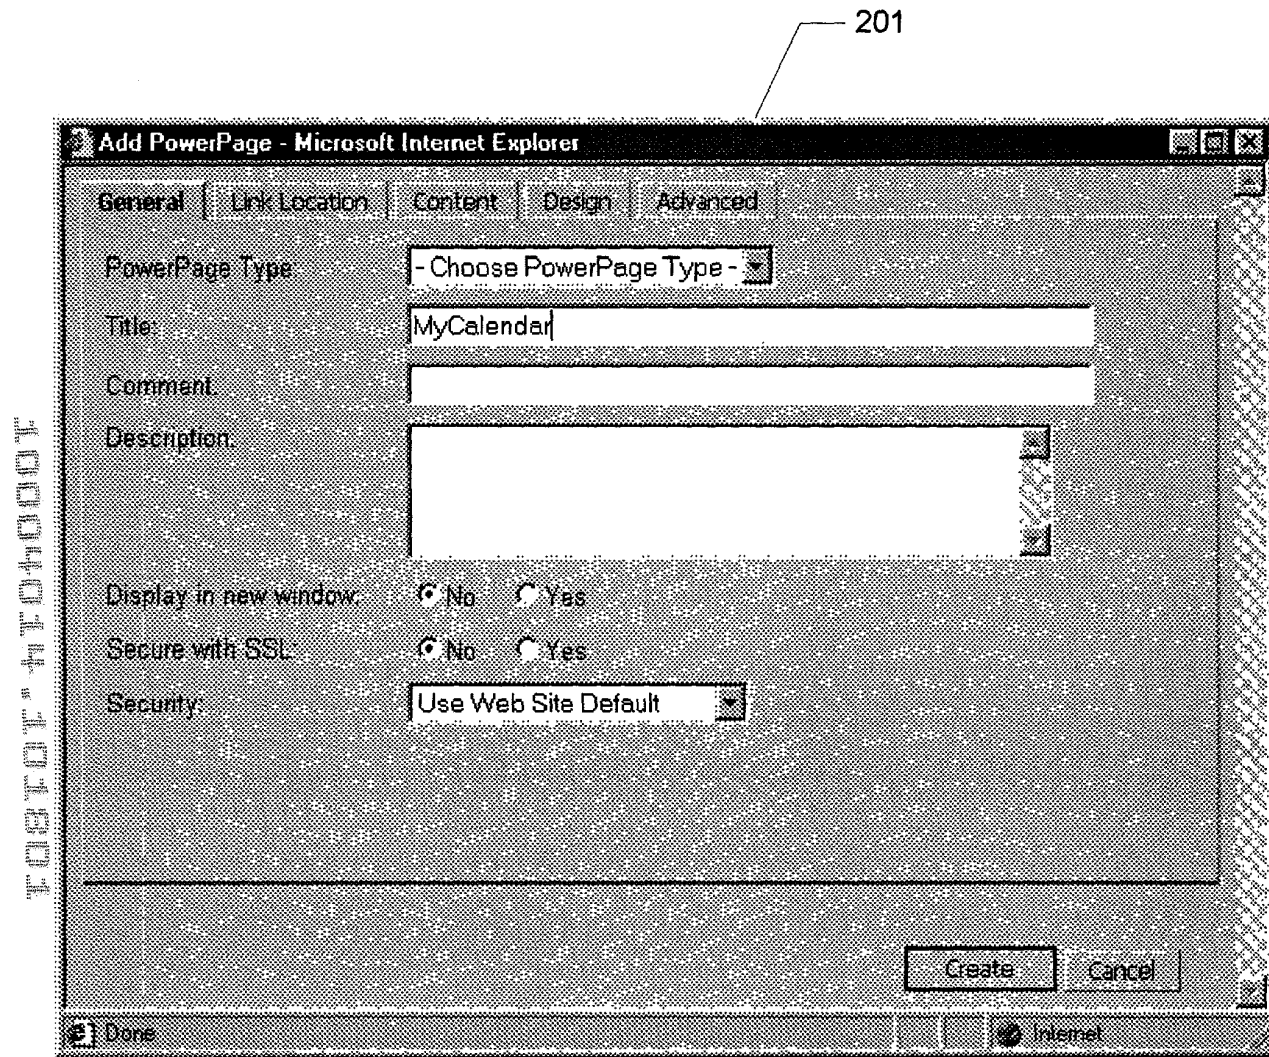 201
Add PowerPage - Microsoft Internet Explorer
General Link Location Content Design Advanced
PowerPage Type: - Choose PowerPage Type -
Title: MyCalendar
Comment:
Description:
Display in new window: No Yes
Secure with SSL: No Yes
Security: Use Web Site Default
Create Cancel
Done Internet